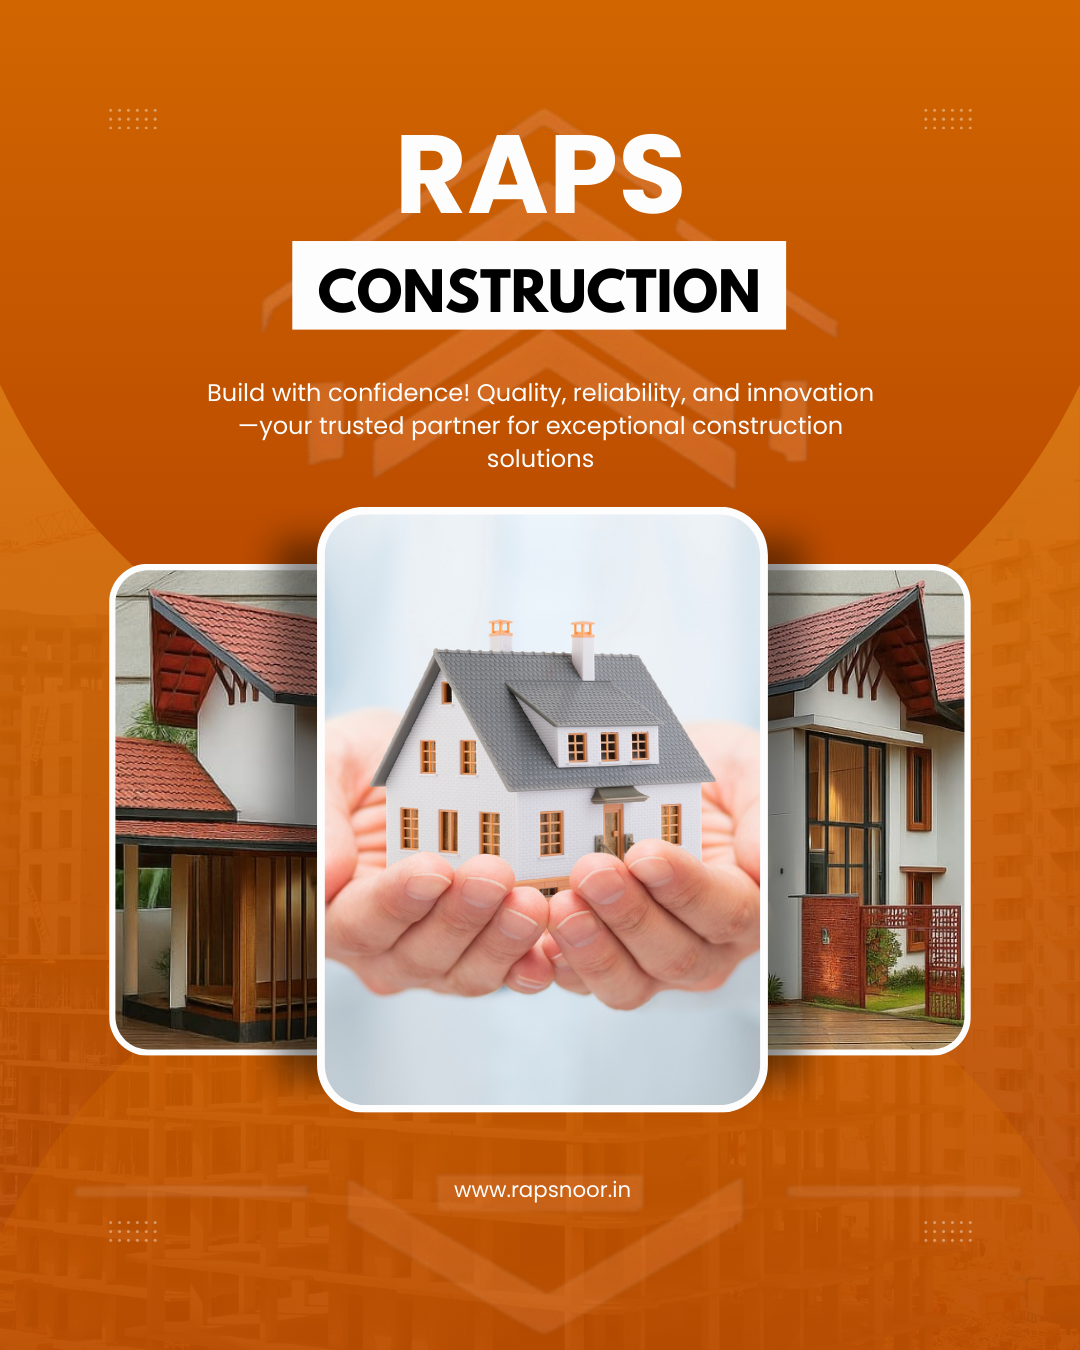 RAPS
CONSTRUCTION
Build with confidence! Quality, reliability, and innovation
—your trusted partner for exceptional construction
solutions
www.rapsnoor.in